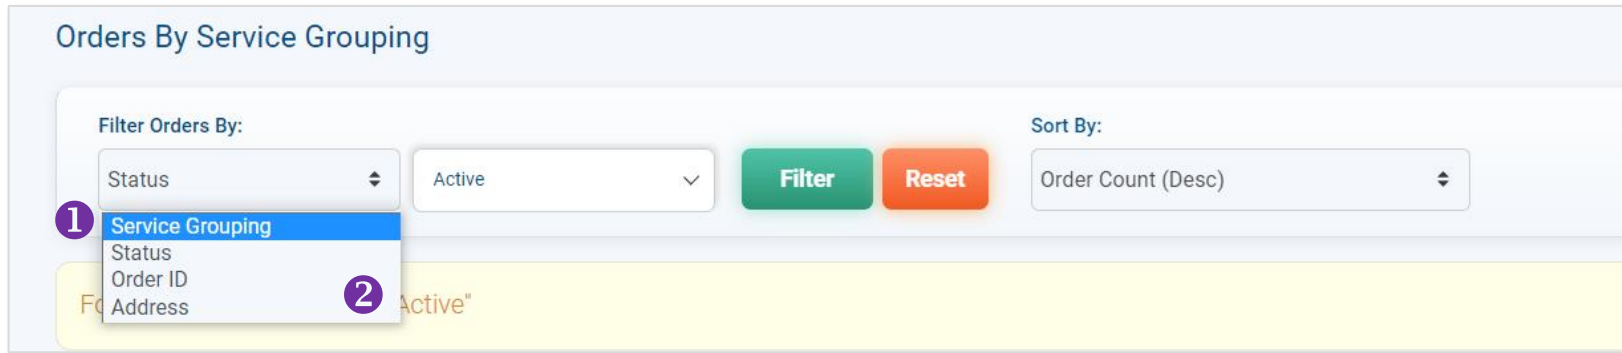 Orders By Service Grouping
Filter Orders By:
Sort By:
Status
Active
Filter
Reset
Order Count (Desc)
1
Service Grouping
Status
Order ID
Address
2
Active"